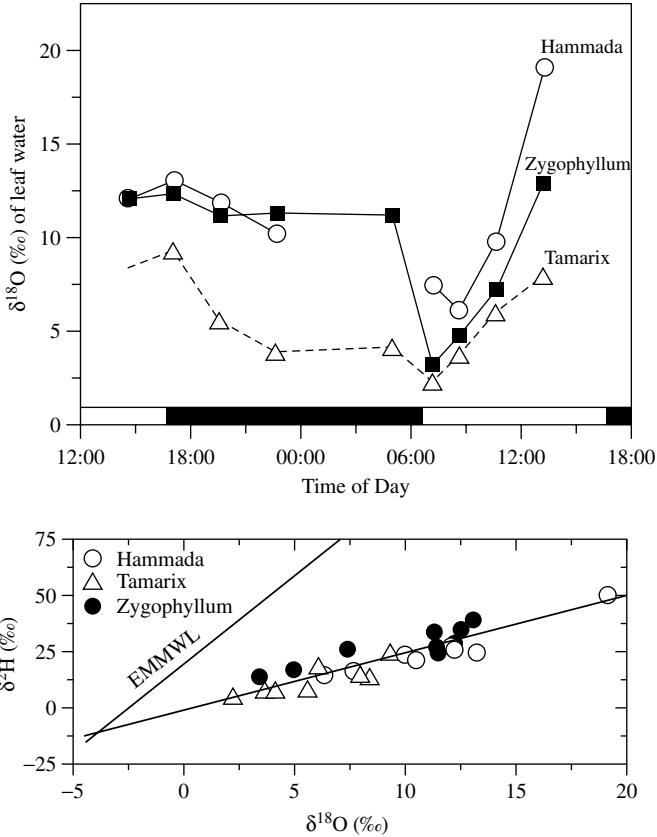 20
15
10
5
0
δ¹⁸O (‰) of leaf water
Hammada
Zygophyllum
Tamarix
12:00 18:00 00:00 06:00 12:00 18:00
Time of Day
75
50
25
0
−25
δ²H (‰)
Hammada
Tamarix
Zygophyllum
EMMWL
−5 0 5 10 15 20
δ¹⁸O (‰)